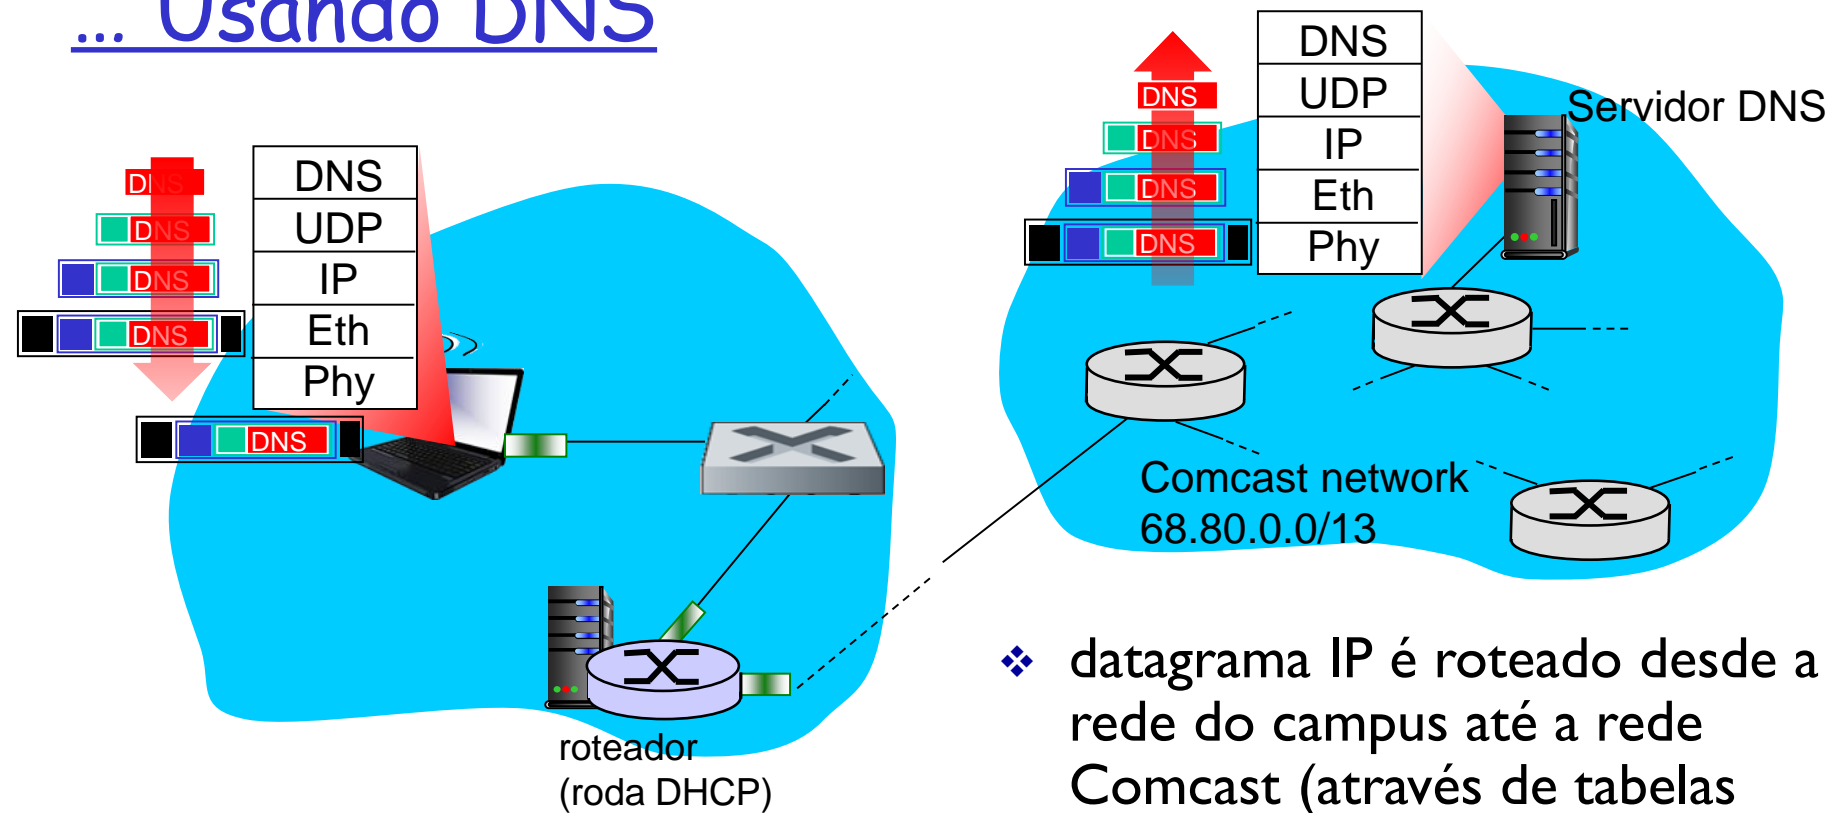 ... Usando DNS
DNS
DNS
DNS
DNS
DNS
DNS
UDP
IP
Eth
Phy
DNS
DNS
DNS
DNS
DNS
UDP
IP
Eth
Phy
Servidor DNS
Comcast network
68.80.0.0/13
roteador
(roda DHCP)
❖ datagrama IP é roteado desde a
rede do campus até a rede
Comcast (através de tabelas